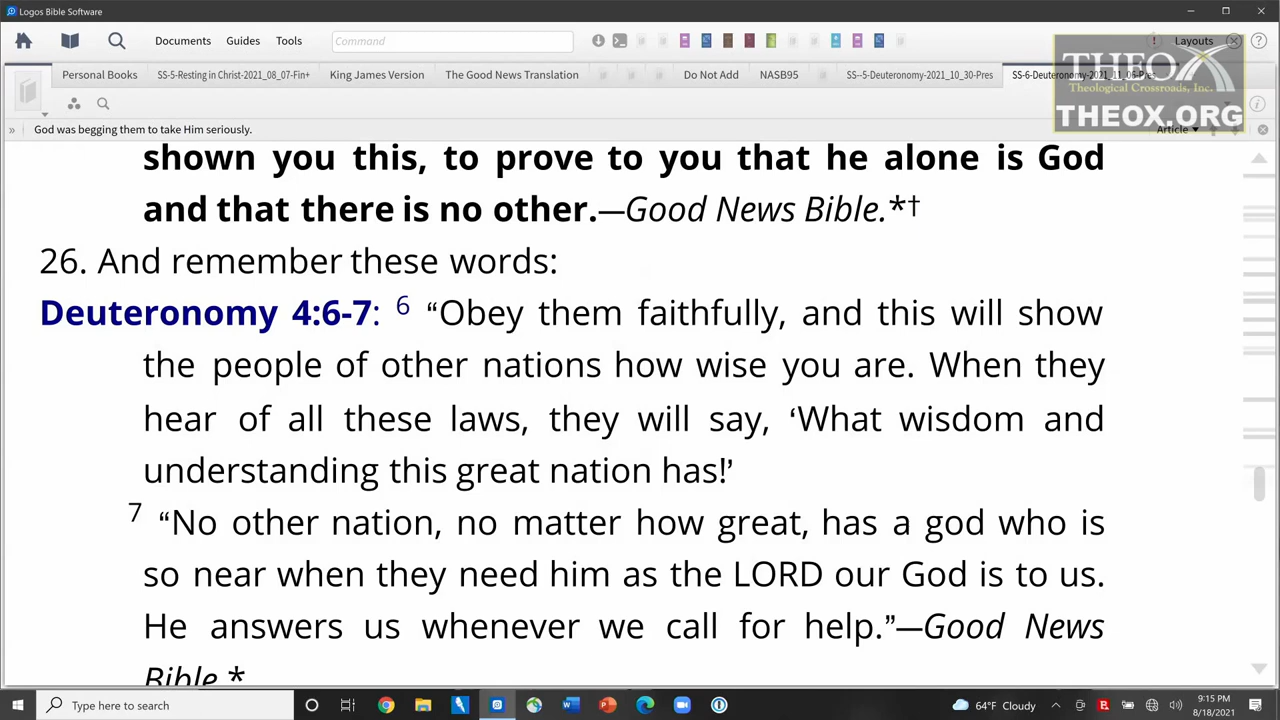 Logos Bible Software
Documents Guides Tools Command Layouts
THEOX
Theological Crossroads, Inc.
THEOX.ORG
Personal Books SS-5-Resting in Christ-2021_08_07-Fin+ King James Version The Good News Translation Do Not Add NASB95 SS--5-Deuteronomy-2021_10_30-Pres SS-6-Deuteronomy-2021_11_06-Pres
» God was begging them to take Him seriously. Article
shown you this, to prove to you that he alone is God
and that there is no other.—Good News Bible.*†
26. And remember these words:
Deuteronomy 4:6-7: 6 “Obey them faithfully, and this will show
the people of other nations how wise you are. When they
hear of all these laws, they will say, ‘What wisdom and
understanding this great nation has!’
7 “No other nation, no matter how great, has a god who is
so near when they need him as the LORD our God is to us.
He answers us whenever we call for help.”—Good News
Bible.*
Type here to search
64°F Cloudy
9:15 PM
8/18/2021